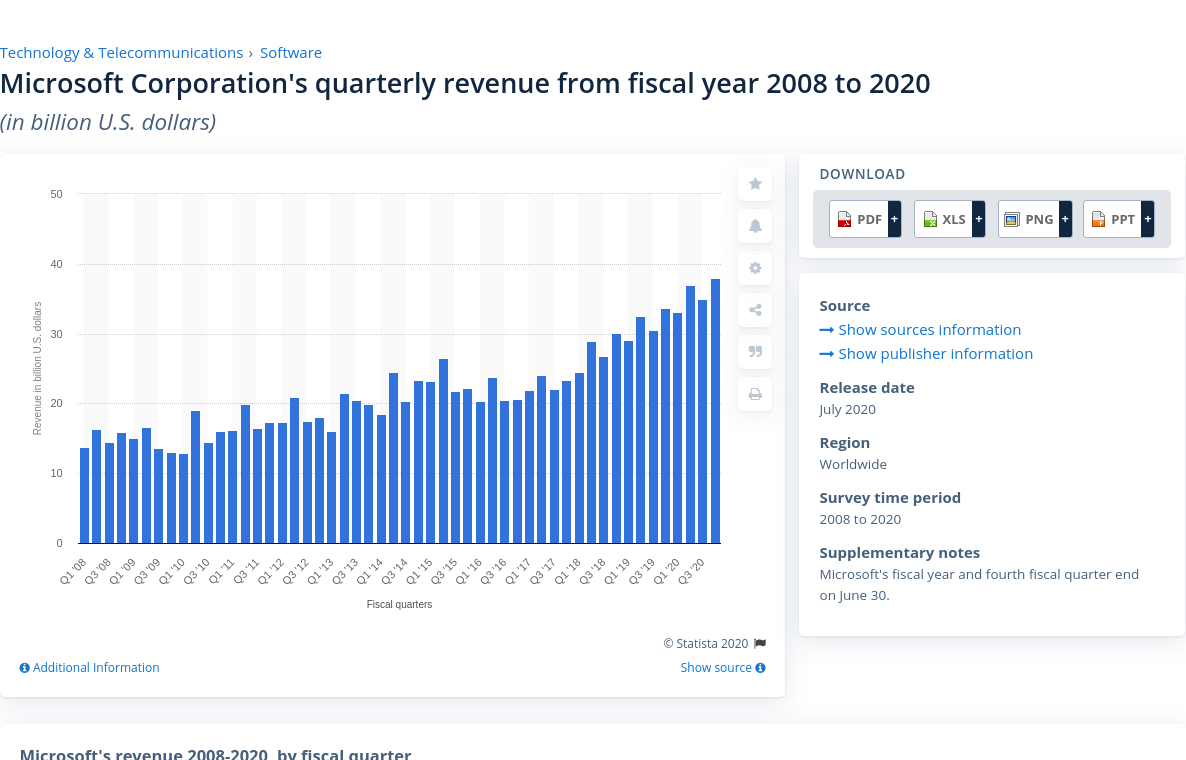 Technology & Telecommunications › Software
Microsoft Corporation's quarterly revenue from fiscal year 2008 to 2020
(in billion U.S. dollars)
50
40
30
20
10
0
Revenue in billion U.S. dollars
Q1 '08
Q3 '08
Q1 '09
Q3 '09
Q1 '10
Q3 '10
Q1 '11
Q3 '11
Q1 '12
Q3 '12
Q1 '13
Q3 '13
Q1 '14
Q3 '14
Q1 '15
Q3 '15
Q1 '16
Q3 '16
Q1 '17
Q3 '17
Q1 '18
Q3 '18
Q1 '19
Q3 '19
Q1 '20
Q3 '20
Fiscal quarters
© Statista 2020
Additional Information
Show source
DOWNLOAD
PDF + XLS + PNG + PPT +
Source
Show sources information
Show publisher information
Release date
July 2020
Region
Worldwide
Survey time period
2008 to 2020
Supplementary notes
Microsoft's fiscal year and fourth fiscal quarter end
on June 30.
Microsoft's revenue 2008-2020, by fiscal quarter